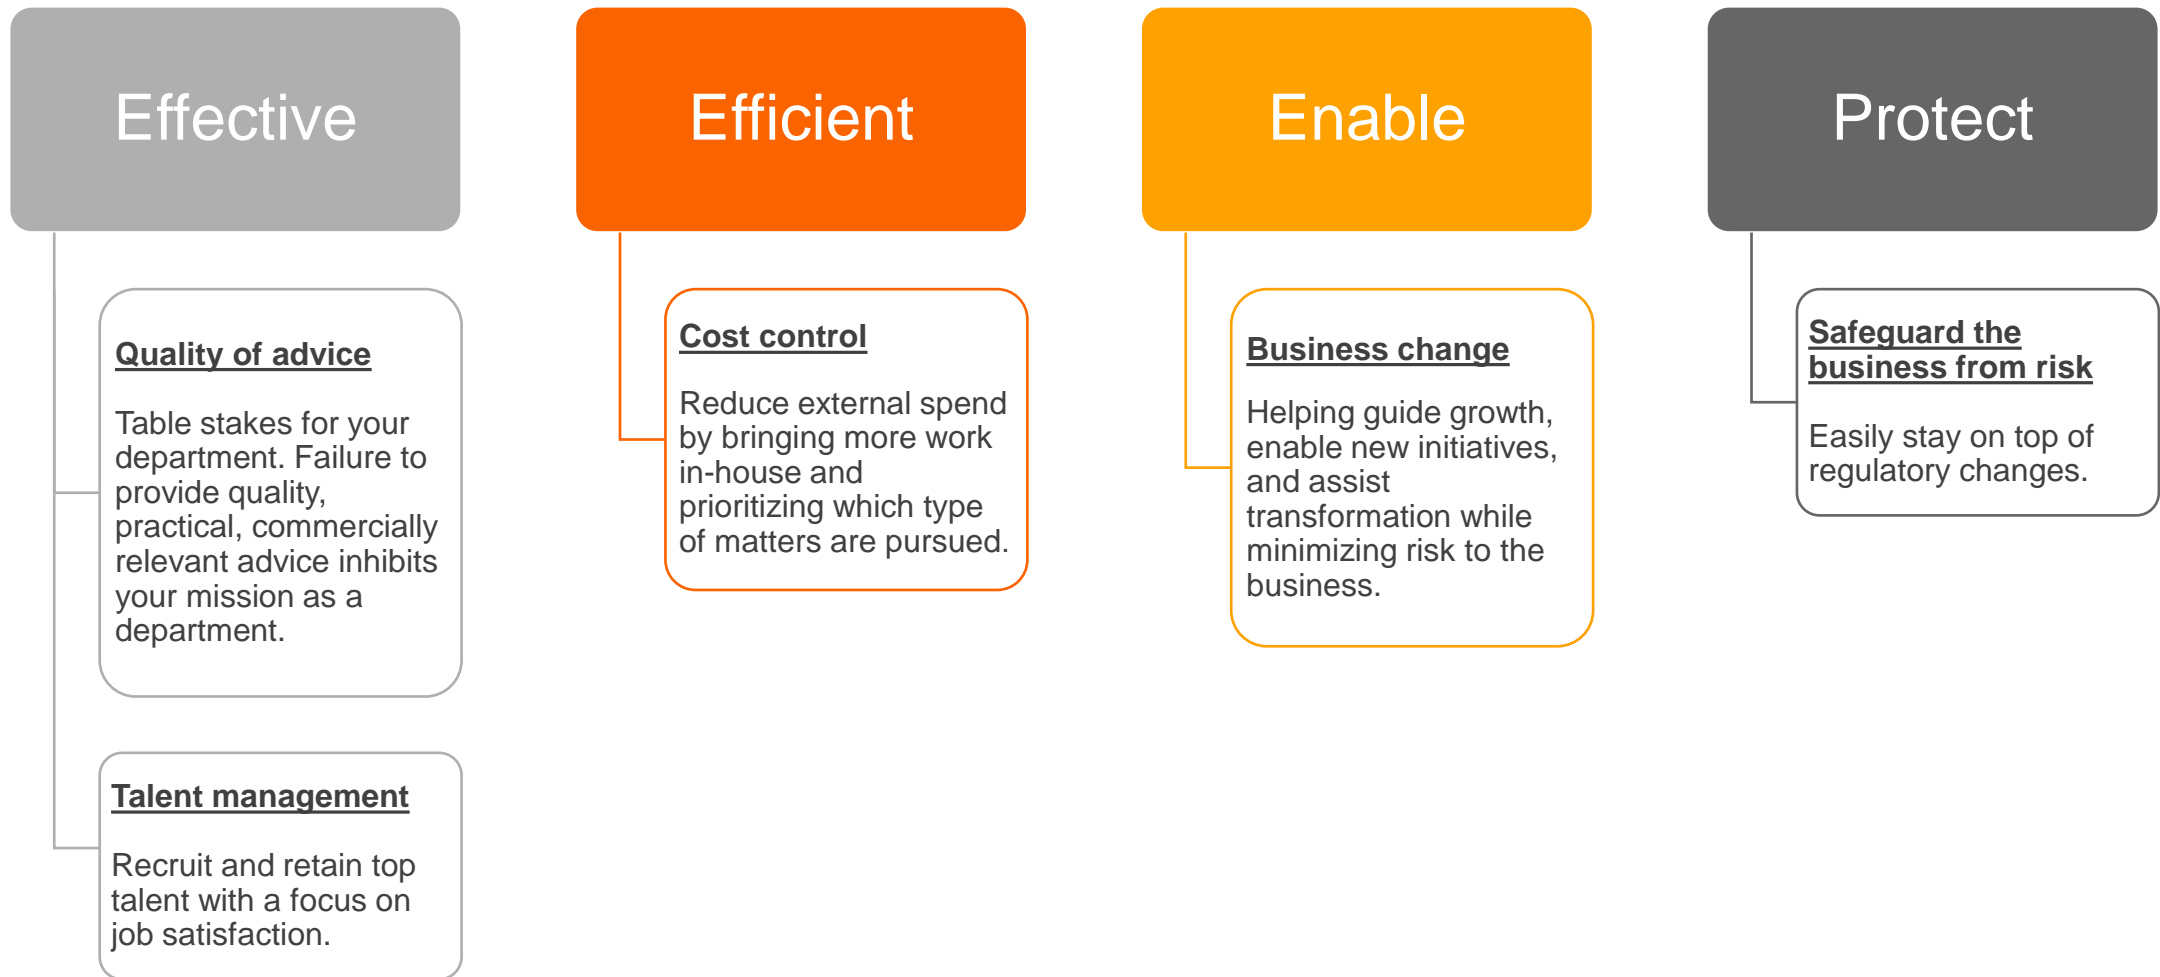 Effective
Quality of advice
Table stakes for your
department. Failure to
provide quality,
practical, commercially
relevant advice inhibits
your mission as a
department.
Talent management
Recruit and retain top
talent with a focus on
job satisfaction.
Efficient
Cost control
Reduce external spend
by bringing more work
in-house and
prioritizing which type
of matters are pursued.
Enable
Business change
Helping guide growth,
enable new initiatives,
and assist
transformation while
minimizing risk to the
business.
Protect
Safeguard the
business from risk
Easily stay on top of
regulatory changes.